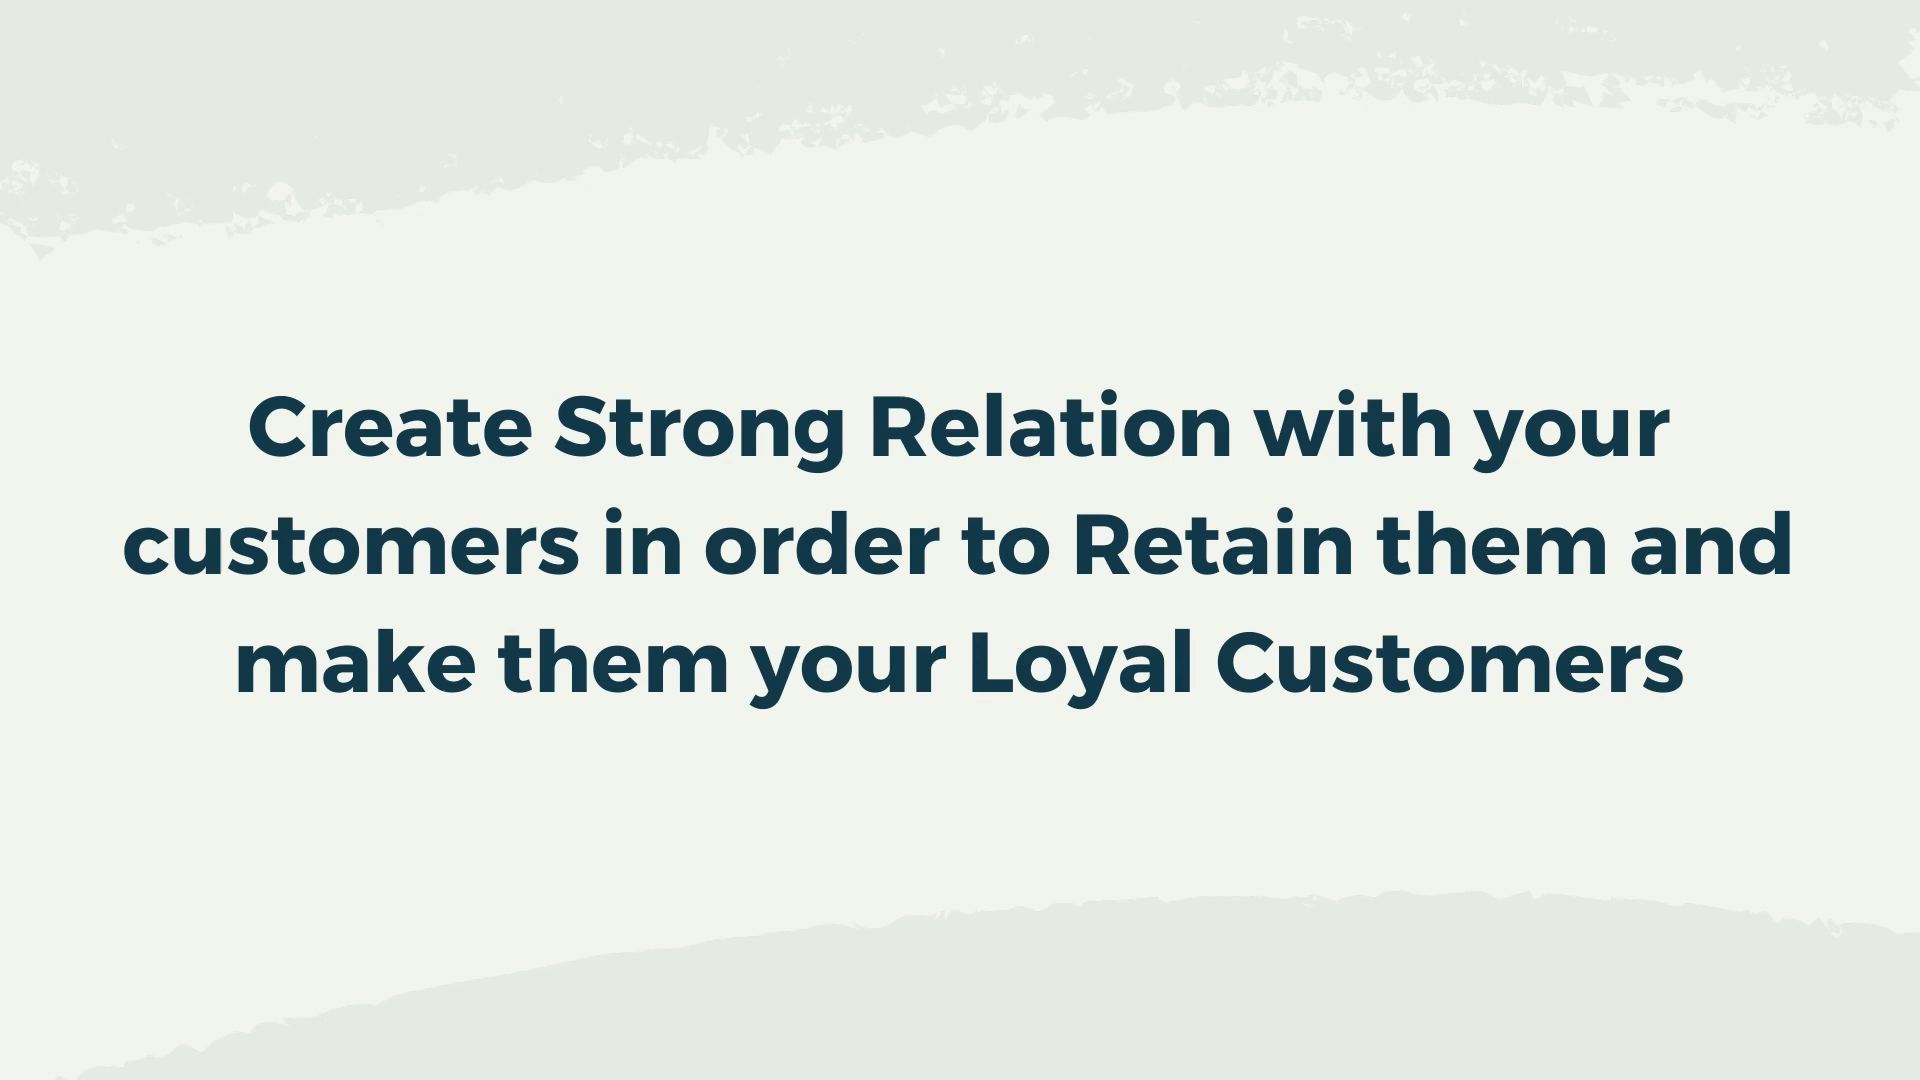 Create Strong Relation with your
customers in order to Retain them and
make them your Loyal Customers